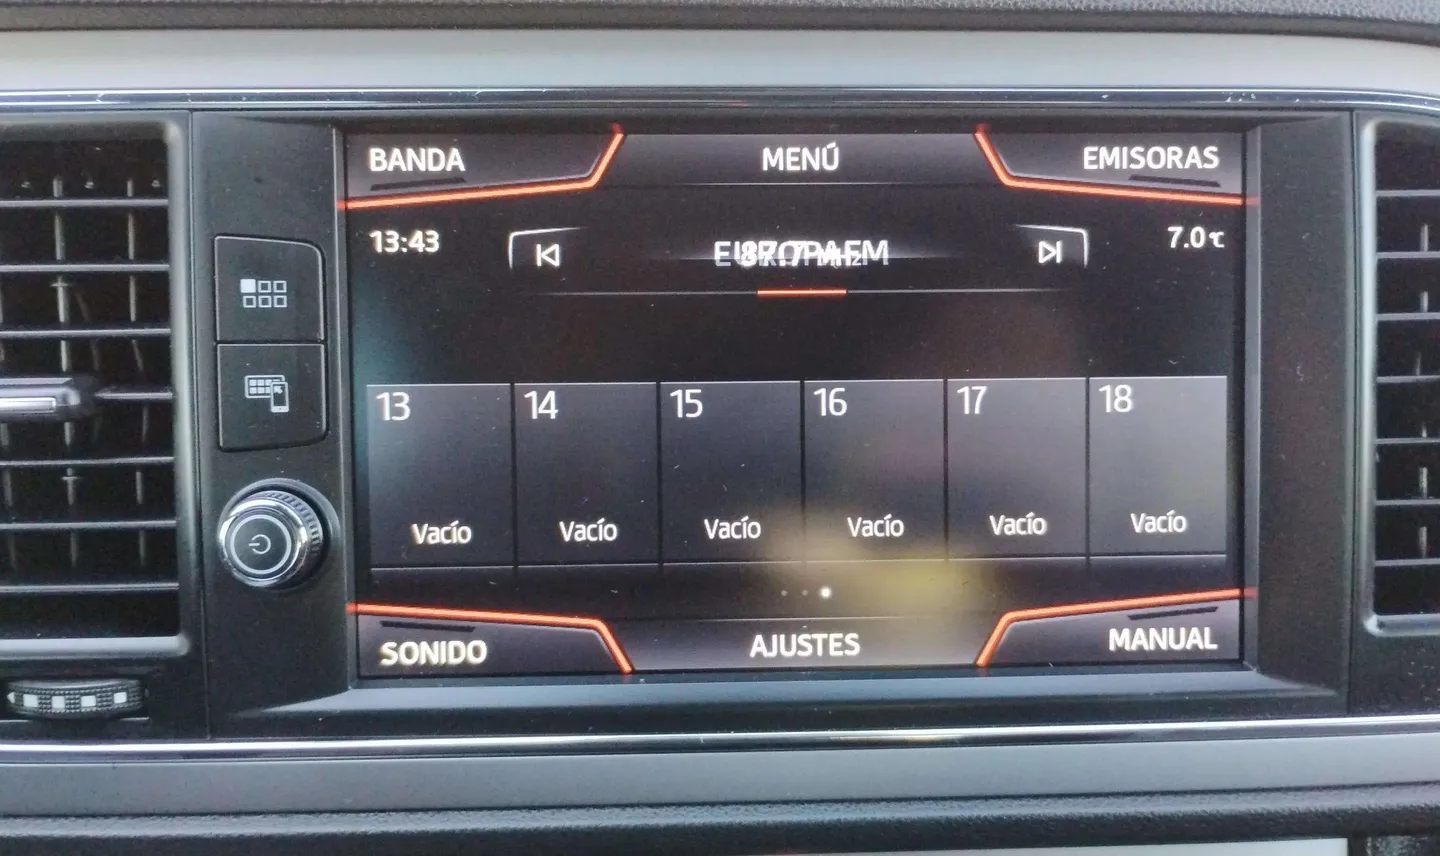 BANDA
MENÚ
EMISORAS
13:43
7.0°C
13
14
15
16
17
18
Vacío
Vacío
Vacío
Vacío
Vacío
Vacío
SONIDO
AJUSTES
MANUAL